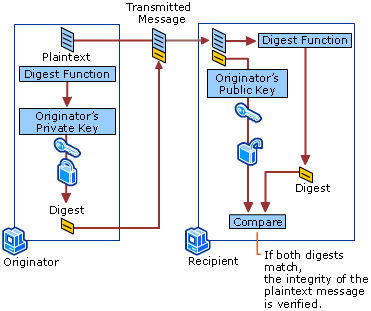 Transmitted
Message
Plaintext
Digest Function
Originator's
Private Key
Digest
Originator
Digest Function
Originator's
Public Key
Digest
Compare
Recipient
If both digests
match,
the integrity of the
plaintext message
is verified.